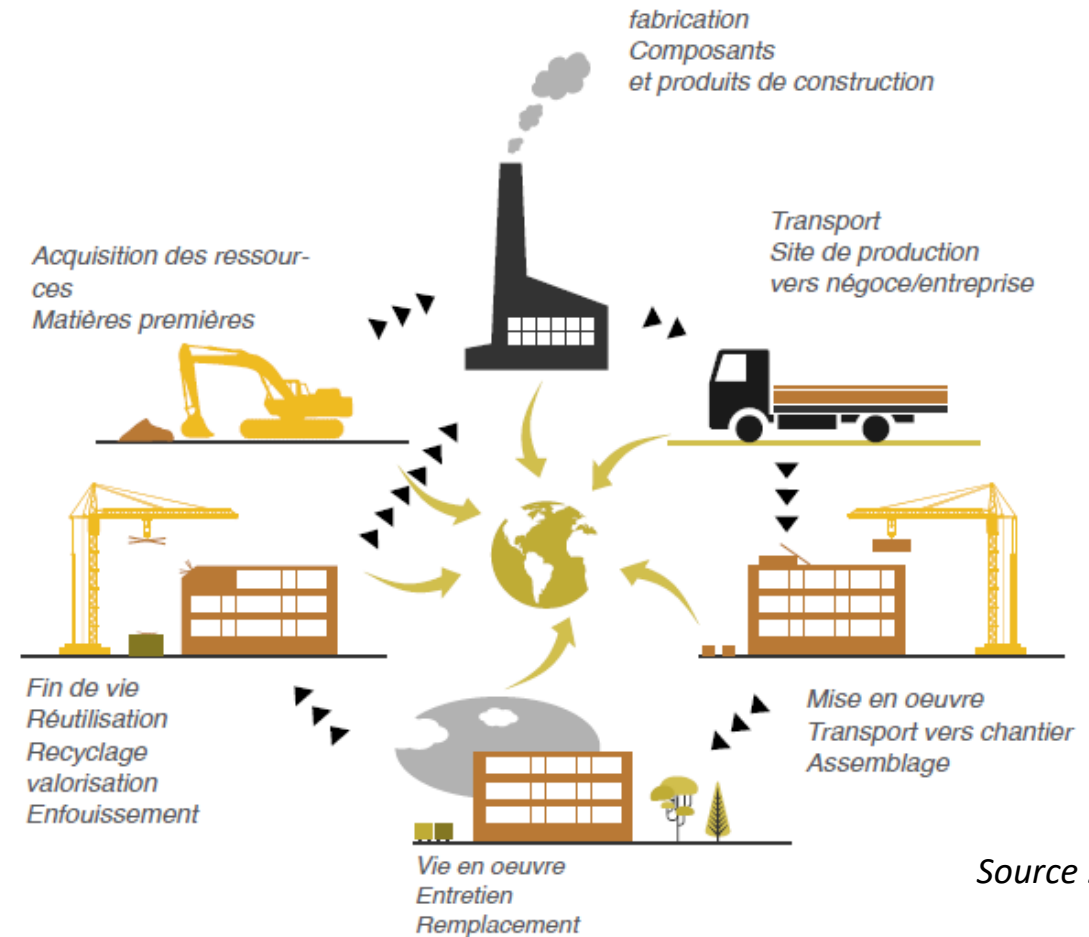 fabrication
Composants
et produits de construction
Transport
Site de production
vers négoce/entreprise
Acquisition des ressour-
ces
Matières premières
Fin de vie
Réutilisation
Recyclage
valorisation
Enfouissement
Mise en oeuvre
Transport vers chantier
Assemblage
Vie en oeuvre
Entretien
Remplacement
Source